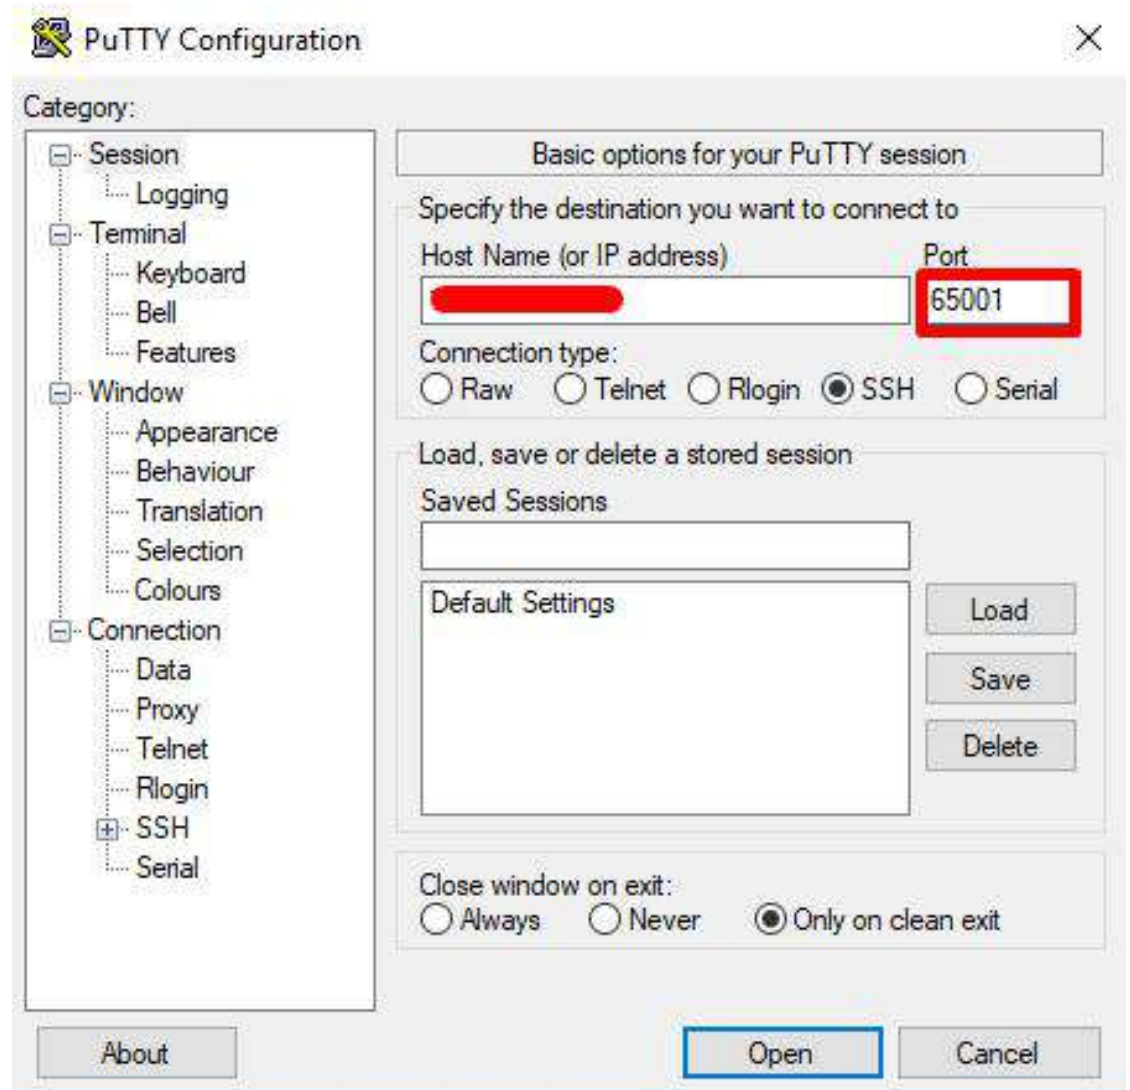 PuTTY Configuration
Category:
Session
Logging
Terminal
Keyboard
Bell
Features
Window
Appearance
Behaviour
Translation
Selection
Colours
Connection
Data
Proxy
Telnet
Rlogin
SSH
Serial
Basic options for your PuTTY session
Specify the destination you want to connect to
Host Name (or IP address) Port
65001
Connection type:
Raw Telnet Rlogin SSH Serial
Load, save or delete a stored session
Saved Sessions
Default Settings
Load
Save
Delete
Close window on exit:
Always Never Only on clean exit
About Open Cancel